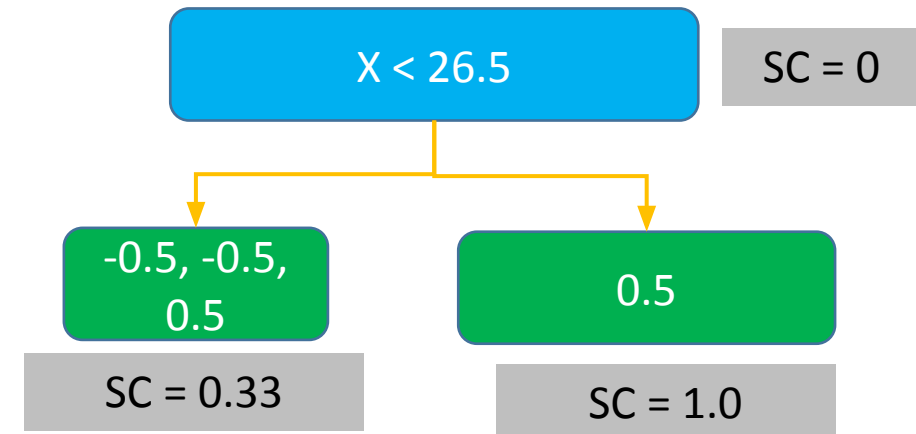 X < 26.5
SC = 0
-0.5, -0.5,
0.5
0.5
SC = 0.33
SC = 1.0